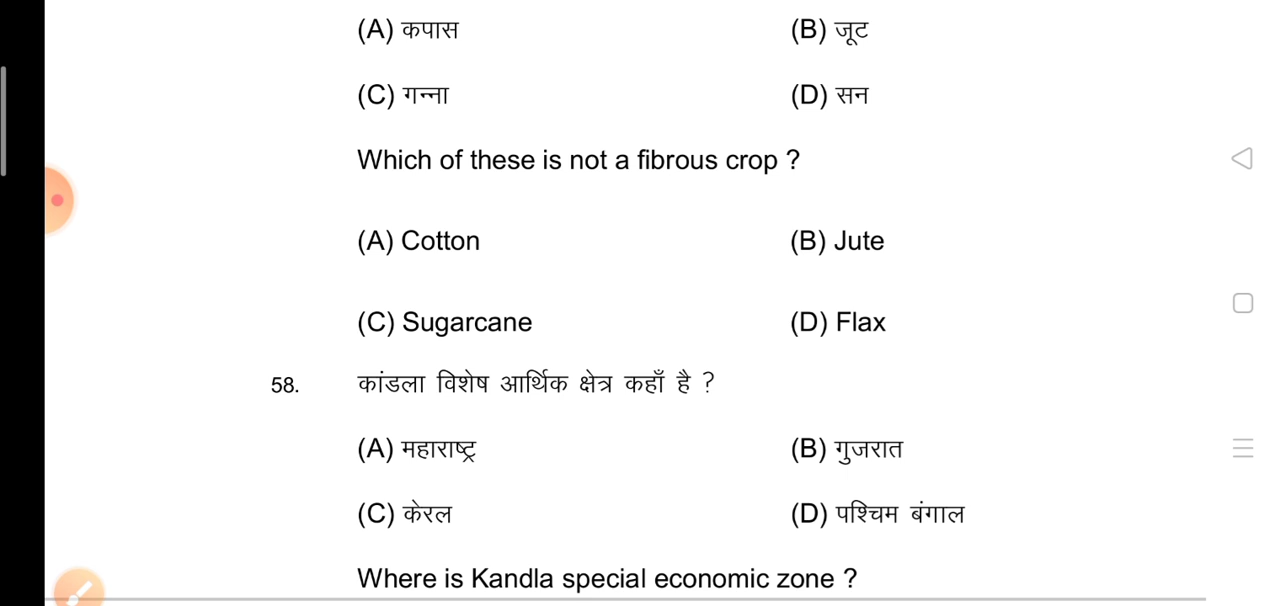 (A) कपास (B) जूट
(C) गन्ना (D) सन
Which of these is not a fibrous crop ?
(A) Cotton (B) Jute
(C) Sugarcane (D) Flax
58. कांडला विशेष आर्थिक क्षेत्र कहाँ है ?
(A) महाराष्ट्र (B) गुजरात
(C) केरल (D) पश्चिम बंगाल
Where is Kandla special economic zone ?